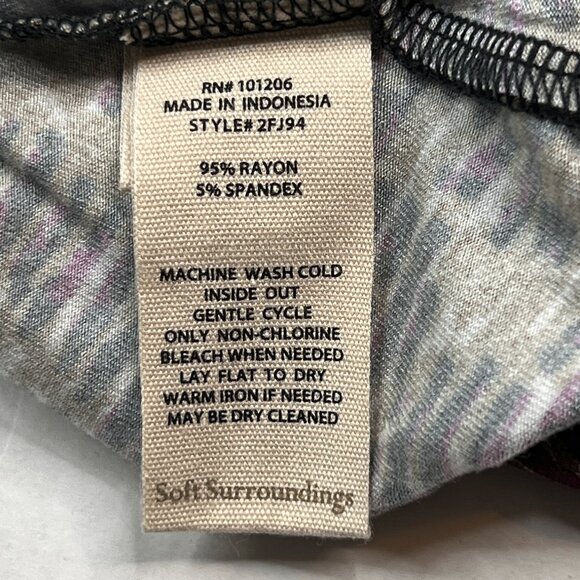 RN# 101206
MADE IN INDONESIA
STYLE# 2FJ94
95% RAYON
5% SPANDEX
MACHINE WASH COLD
INSIDE OUT
GENTLE CYCLE
ONLY NON-CHLORINE
BLEACH WHEN NEEDED
LAY FLAT TO DRY
WARM IRON IF NEEDED
MAY BE DRY CLEANED
Soft Surroundings